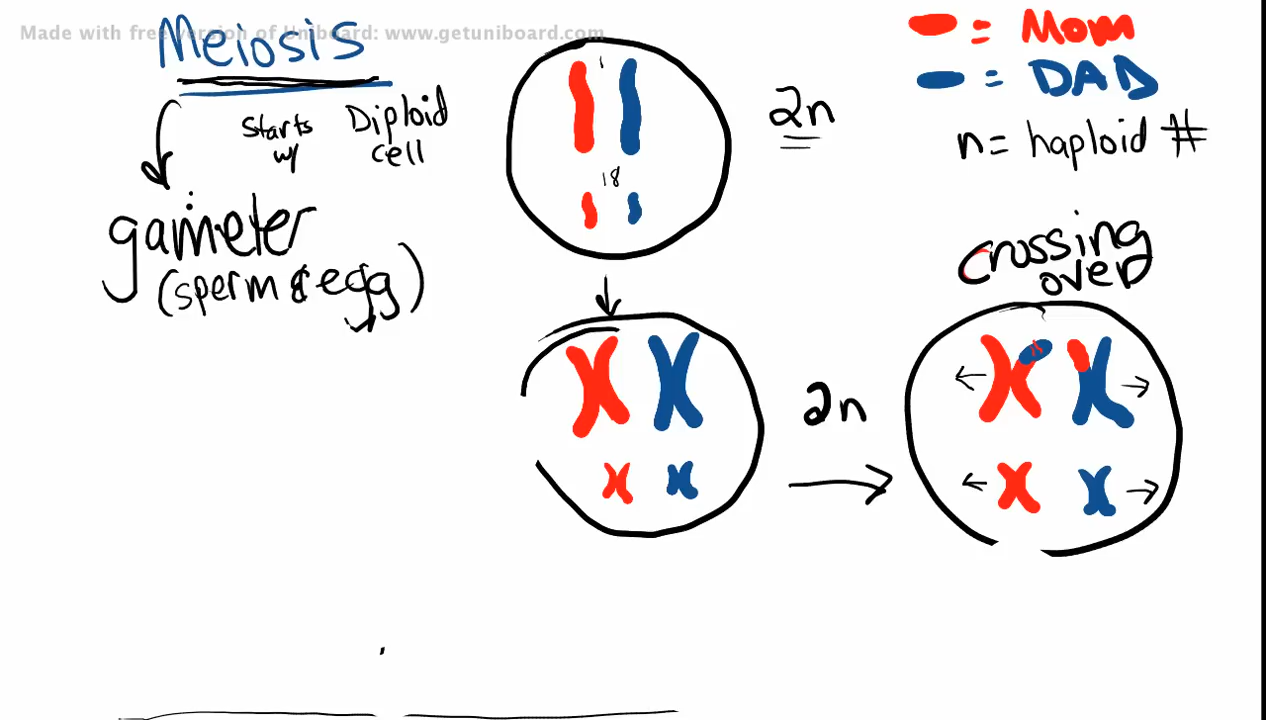 Made with free version of Uniboard: www.getuniboard.com
Meiosis
starts w/
Diploid cell
gameter
(sperm & egg)
1
18
2n
= Mom
= DAD
n= haploid #
crossing
over
2n